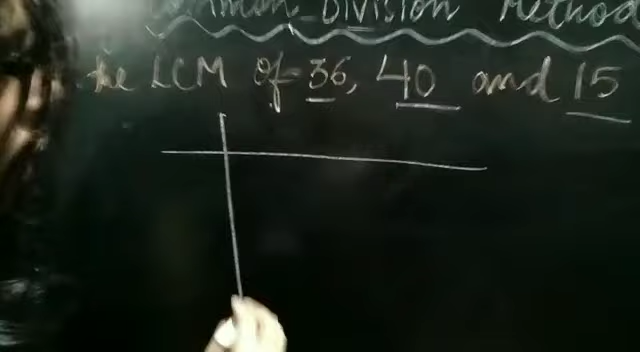 Division Method
the LCM of 36, 40 and 15